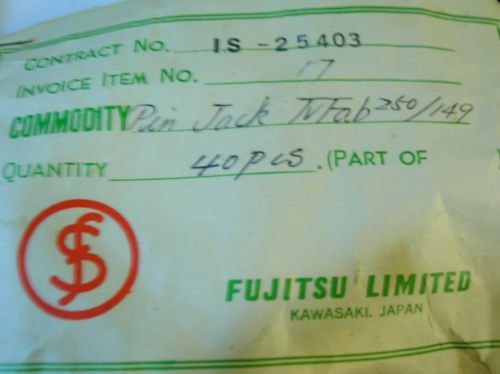 CONTRACT NO. IS-25403
INVOICE ITEM NO. 17
COMMODITY Pin Jack 250/149
QUANTITY 40pcs.(PART OF
FUJITSU LIMITED
KAWASAKI, JAPAN